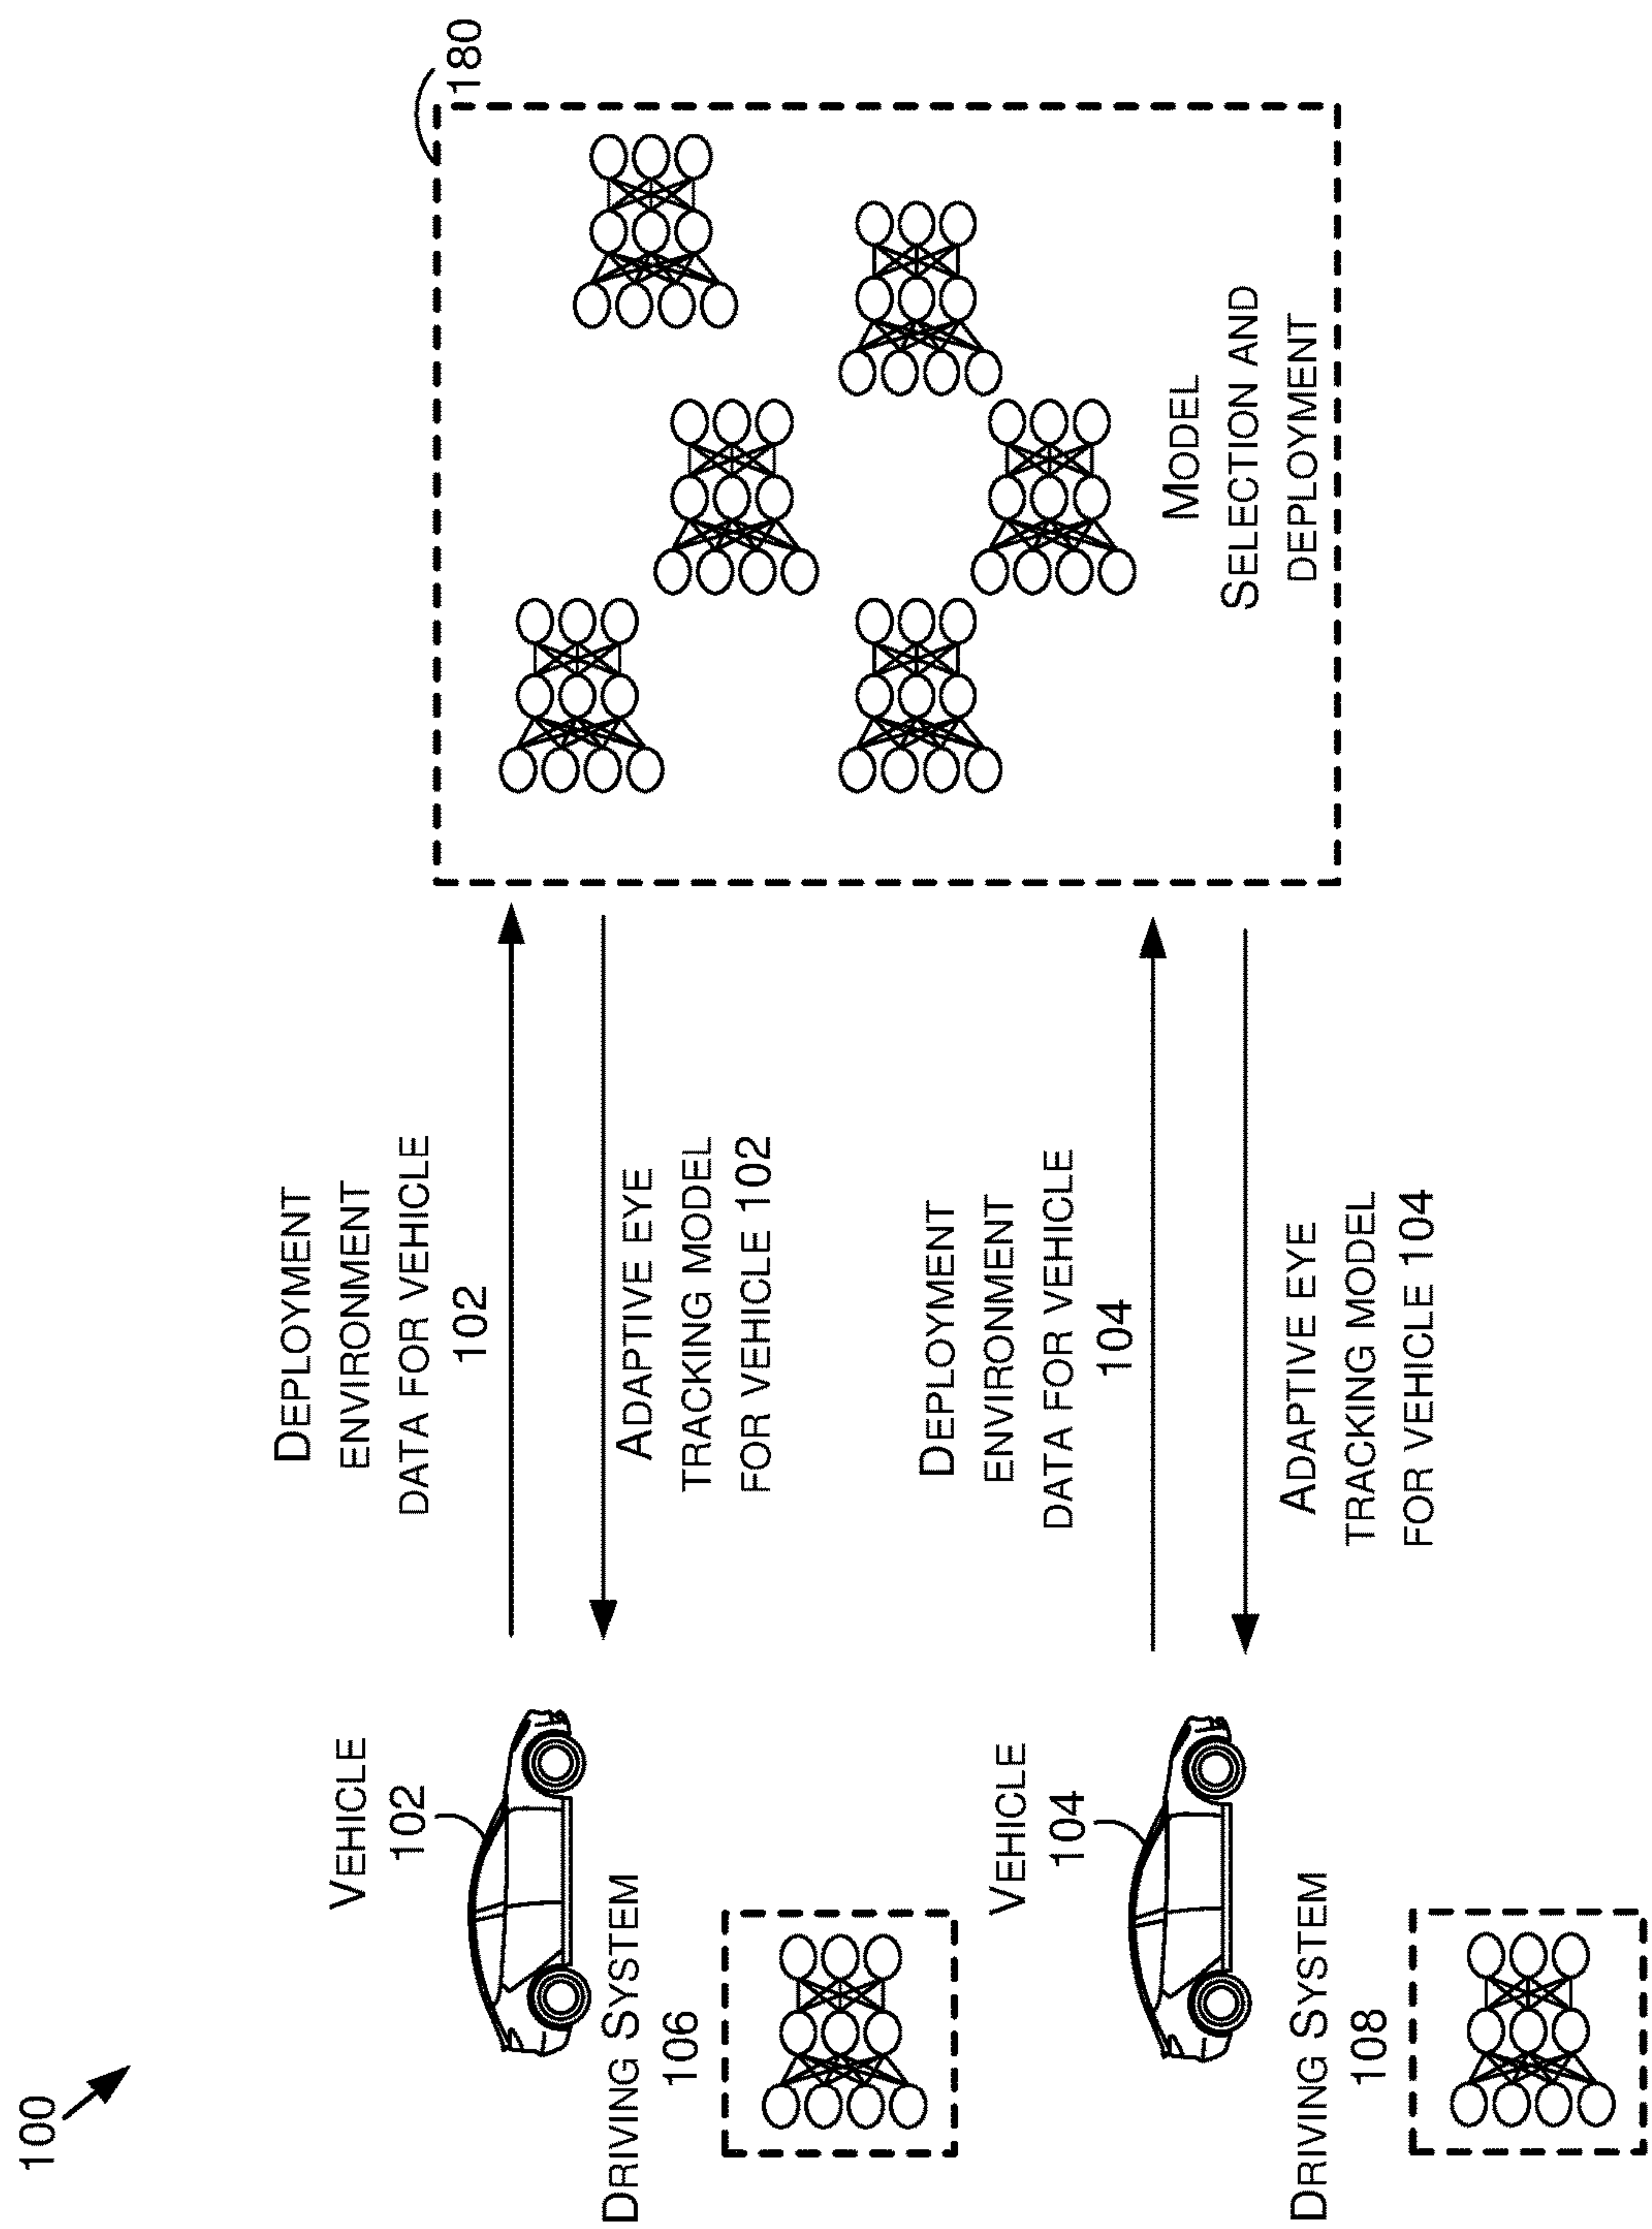 100
VEHICLE
102
DRIVING SYSTEM
106
DEPLOYMENT
ENVIRONMENT
DATA FOR VEHICLE
102
ADAPTIVE EYE
TRACKING MODEL
FOR VEHICLE 102
VEHICLE
104
DRIVING SYSTEM
108
DEPLOYMENT
ENVIRONMENT
DATA FOR VEHICLE
104
ADAPTIVE EYE
TRACKING MODEL
FOR VEHICLE 104
180
MODEL
SELECTION AND
DEPLOYMENT